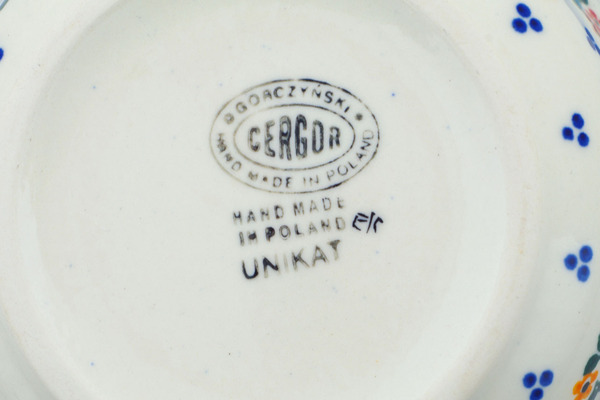 GORCZYŃSKI
CERGOR
HAND MADE IN POLAND
HAND MADE
IN POLAND
UNIKAT